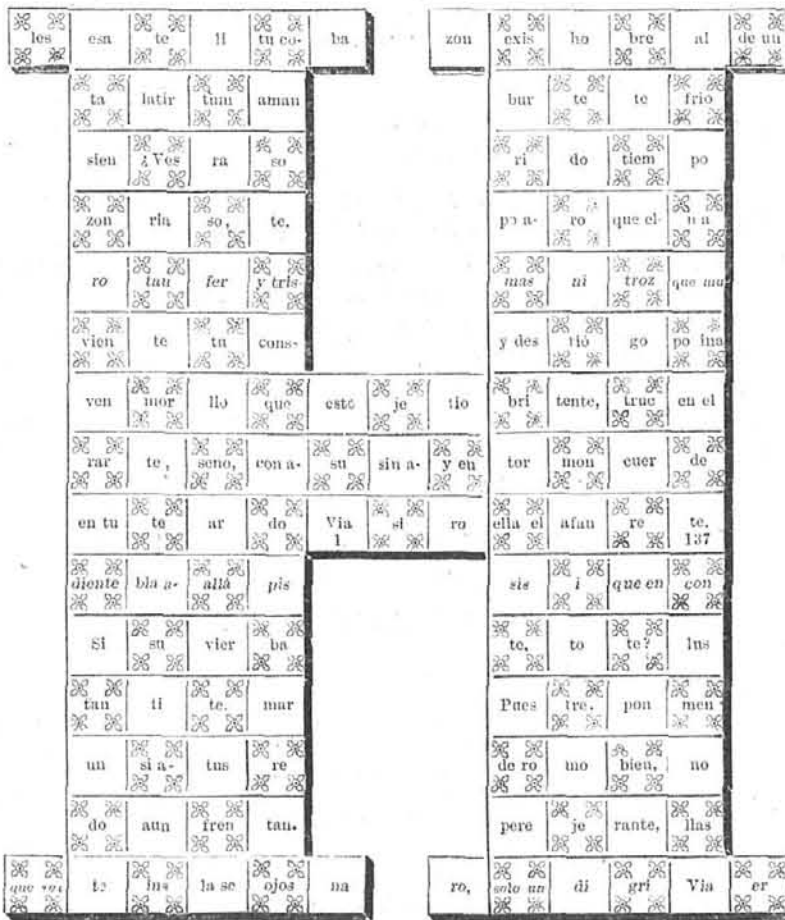 les esa te li tu co- ba zon exis ho bre al de un
ta latir tum aman bur te te frio
sien ¿Ves ra so ri do tiem po
zon ria so, te. po a- ro que el- n a
ro tau fer y tris- mas ni troz que mu
vien te tu cons- y des tió go po ina
ven mor llo que este je tio bri tente, true en el
rar te, seno, con a- su sin a- y en tor mon cuer de
en tu te ar do Via si ro ella el afan re te.
1 137
diente bla a- allá pis sis i que en con
Si su vier ba te, to te? lus
tan ti te. mar Pues tre. pon men
un si a- tus re de ro mo bien, no
do aun fren tan. pere je rante, llas
te ins la se ojos na ro, solo un di gri Via er